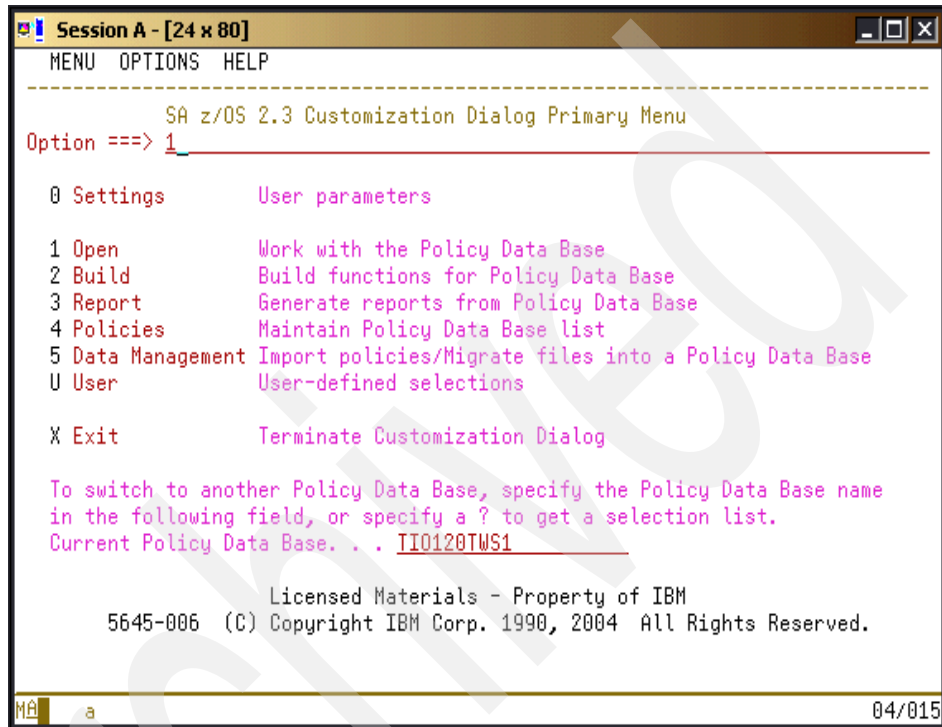 Session A - [24 x 80]
MENU OPTIONS HELP
SA z/OS 2.3 Customization Dialog Primary Menu
Option ===> 1
0 Settings User parameters
1 Open Work with the Policy Data Base
2 Build Build functions for Policy Data Base
3 Report Generate reports from Policy Data Base
4 Policies Maintain Policy Data Base list
5 Data Management Import policies/Migrate files into a Policy Data Base
U User User-defined selections
X Exit Terminate Customization Dialog
To switch to another Policy Data Base, specify the Policy Data Base name
in the following field, or specify a ? to get a selection list.
Current Policy Data Base. . . TIO120TWS1
Licensed Materials - Property of IBM
5645-006 (C) Copyright IBM Corp. 1990, 2004 All Rights Reserved.
MA a 04/015